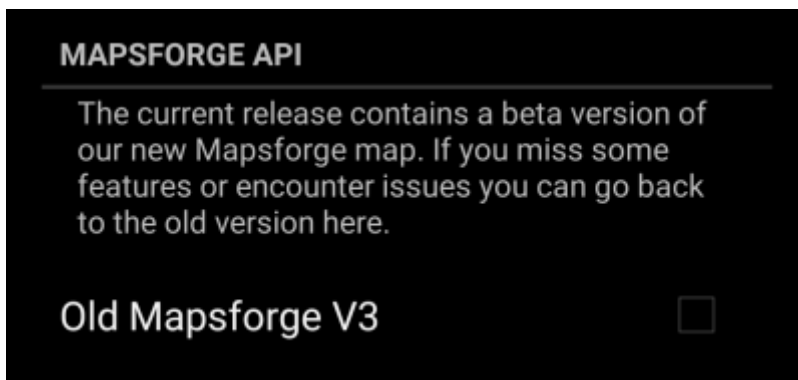 MAPSFORGE API
The current release contains a beta version of
our new Mapsforge map. If you miss some
features or encounter issues you can go back
to the old version here.
Old Mapsforge V3